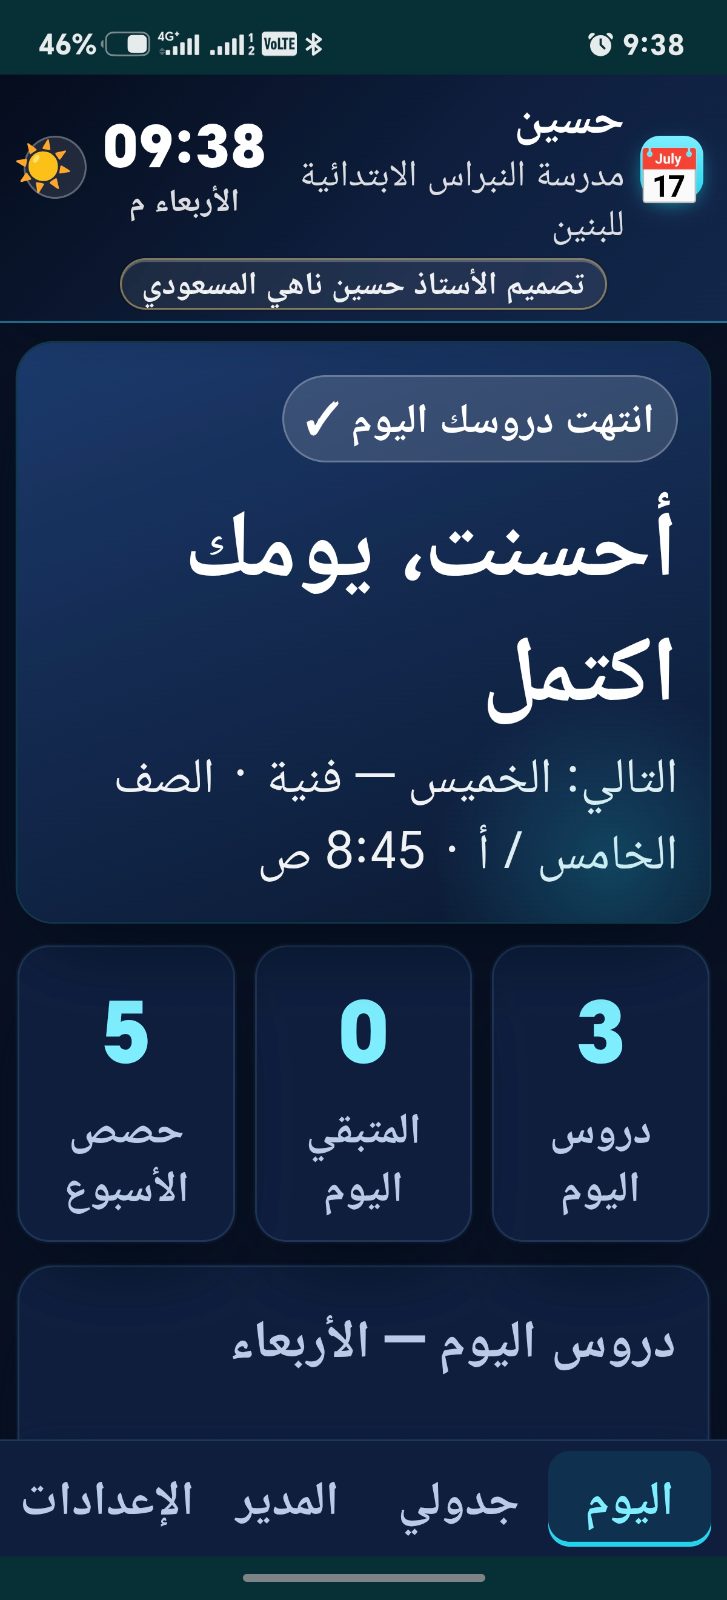 46% 4G+ 1 2 VoLTE 9:38
حسين
مدرسة النبراس الابتدائية
للبنين
July
17
09:38
الأربعاء م
تصميم الأستاذ حسين ناهي المسعودي
انتهت دروسك اليوم ✓
أحسنت، يومك
اكتمل
التالي: الخميس — فنية · الصف
الخامس / أ · 8:45 ص
3
دروس
اليوم
0
المتبقي
اليوم
5
حصص
الأسبوع
دروس اليوم — الأربعاء
اليوم جدولي المدير الإعدادات